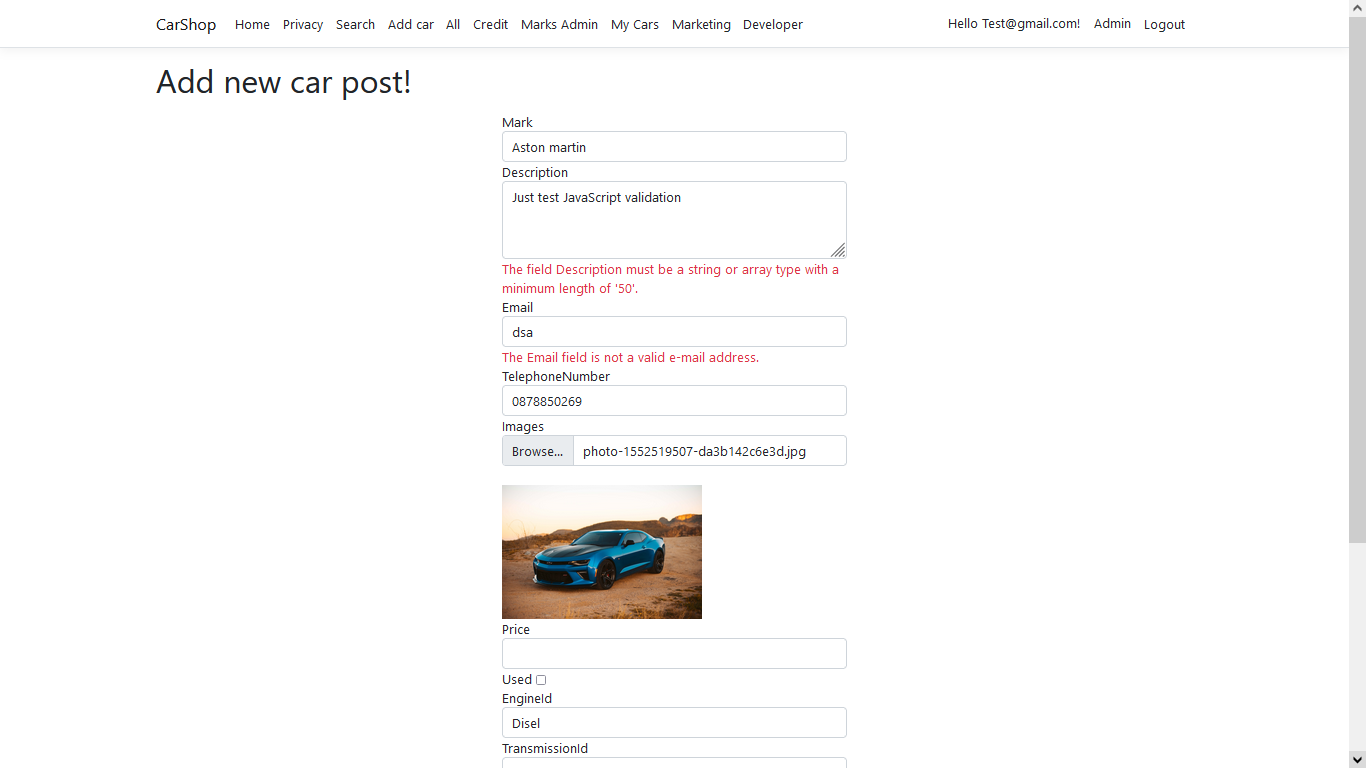 CarShop Home Privacy Search Add car All Credit Marks Admin My Cars Marketing Developer Hello Test@gmail.com! Admin Logout
Add new car post!
Mark
Aston martin
Description
Just test JavaScript validation
The field Description must be a string or array type with a
minimum length of '50'.
Email
dsa
The Email field is not a valid e-mail address.
TelephoneNumber
0878850269
Images
Browse... photo-1552519507-da3b142c6e3d.jpg
Price
Used
EngineId
Disel
TransmissionId